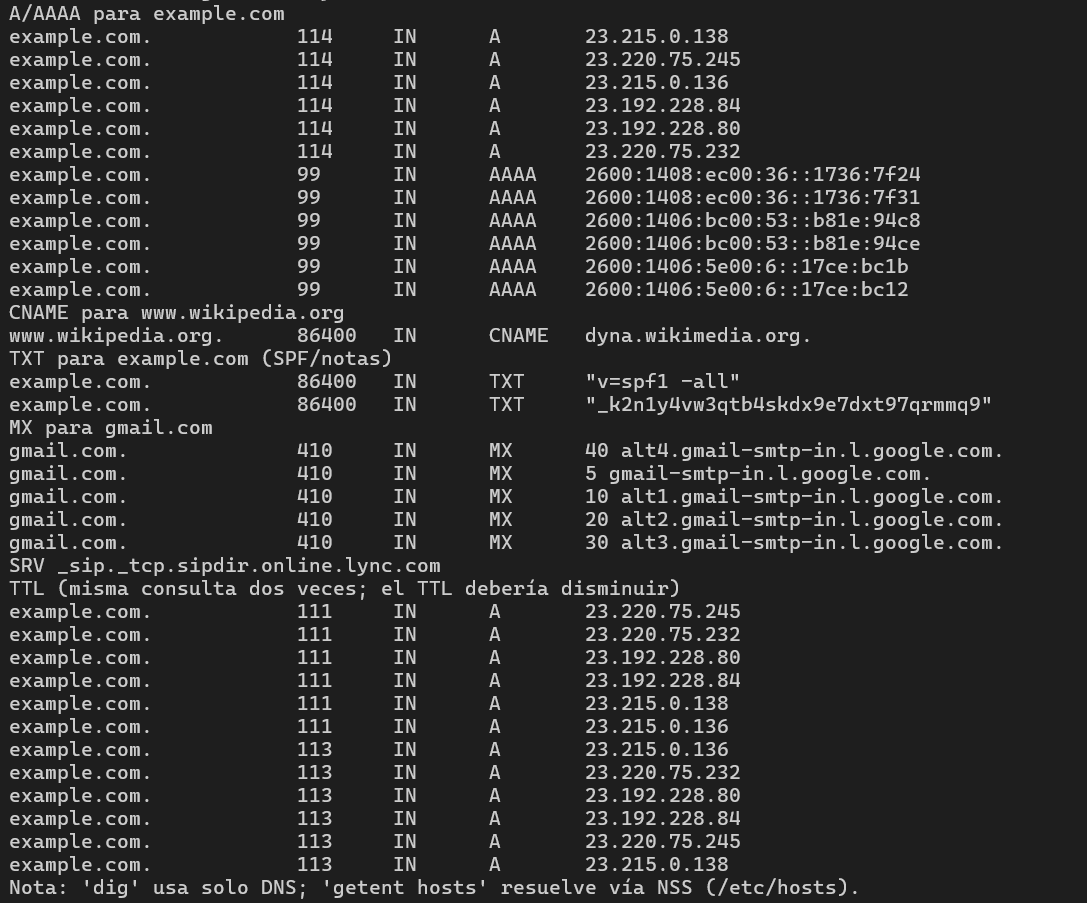 A/AAAA para example.com
example.com.            114     IN      A       23.215.0.138
example.com.            114     IN      A       23.220.75.245
example.com.            114     IN      A       23.215.0.136
example.com.            114     IN      A       23.192.228.84
example.com.            114     IN      A       23.192.228.80
example.com.            114     IN      A       23.220.75.232
example.com.            99      IN      AAAA    2600:1408:ec00:36::1736:7f24
example.com.            99      IN      AAAA    2600:1408:ec00:36::1736:7f31
example.com.            99      IN      AAAA    2600:1406:bc00:53::b81e:94c8
example.com.            99      IN      AAAA    2600:1406:bc00:53::b81e:94ce
example.com.            99      IN      AAAA    2600:1406:5e00:6::17ce:bc1b
example.com.            99      IN      AAAA    2600:1406:5e00:6::17ce:bc12
CNAME para www.wikipedia.org
www.wikipedia.org.      86400   IN      CNAME   dyna.wikimedia.org.
TXT para example.com (SPF/notas)
example.com.            86400   IN      TXT     "v=spf1 -all"
example.com.            86400   IN      TXT     "_k2n1y4vw3qtb4skdx9e7dxt97qrmmq9"
MX para gmail.com
gmail.com.              410     IN      MX      40 alt4.gmail-smtp-in.l.google.com.
gmail.com.              410     IN      MX      5 gmail-smtp-in.l.google.com.
gmail.com.              410     IN      MX      10 alt1.gmail-smtp-in.l.google.com.
gmail.com.              410     IN      MX      20 alt2.gmail-smtp-in.l.google.com.
gmail.com.              410     IN      MX      30 alt3.gmail-smtp-in.l.google.com.
SRV _sip._tcp.sipdir.online.lync.com
TTL (misma consulta dos veces; el TTL debería disminuir)
example.com.            111     IN      A       23.220.75.245
example.com.            111     IN      A       23.220.75.232
example.com.            111     IN      A       23.192.228.80
example.com.            111     IN      A       23.192.228.84
example.com.            111     IN      A       23.215.0.138
example.com.            111     IN      A       23.215.0.136
example.com.            113     IN      A       23.215.0.136
example.com.            113     IN      A       23.220.75.232
example.com.            113     IN      A       23.192.228.80
example.com.            113     IN      A       23.192.228.84
example.com.            113     IN      A       23.220.75.245
example.com.            113     IN      A       23.215.0.138
Nota: 'dig' usa solo DNS; 'getent hosts' resuelve vía NSS (/etc/hosts).